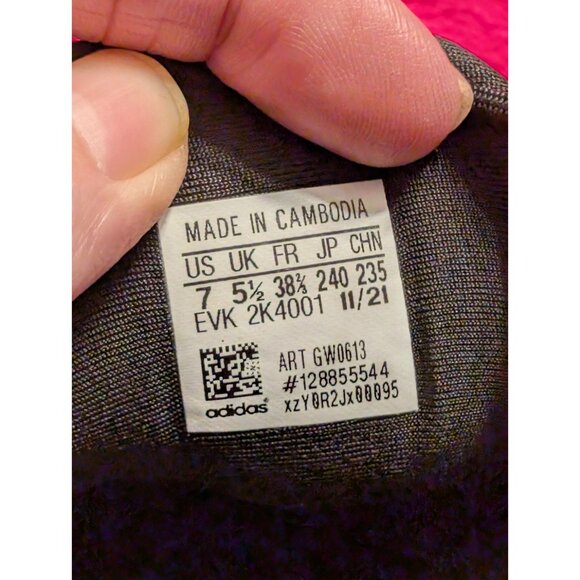 MADE IN CAMBODIA
US UK FR JP CHN
7 5½ 38⅔ 240 235
EVK 2K4001 11/21
ART GW0613
#128855544
adidas® xzY0R2Jx00095